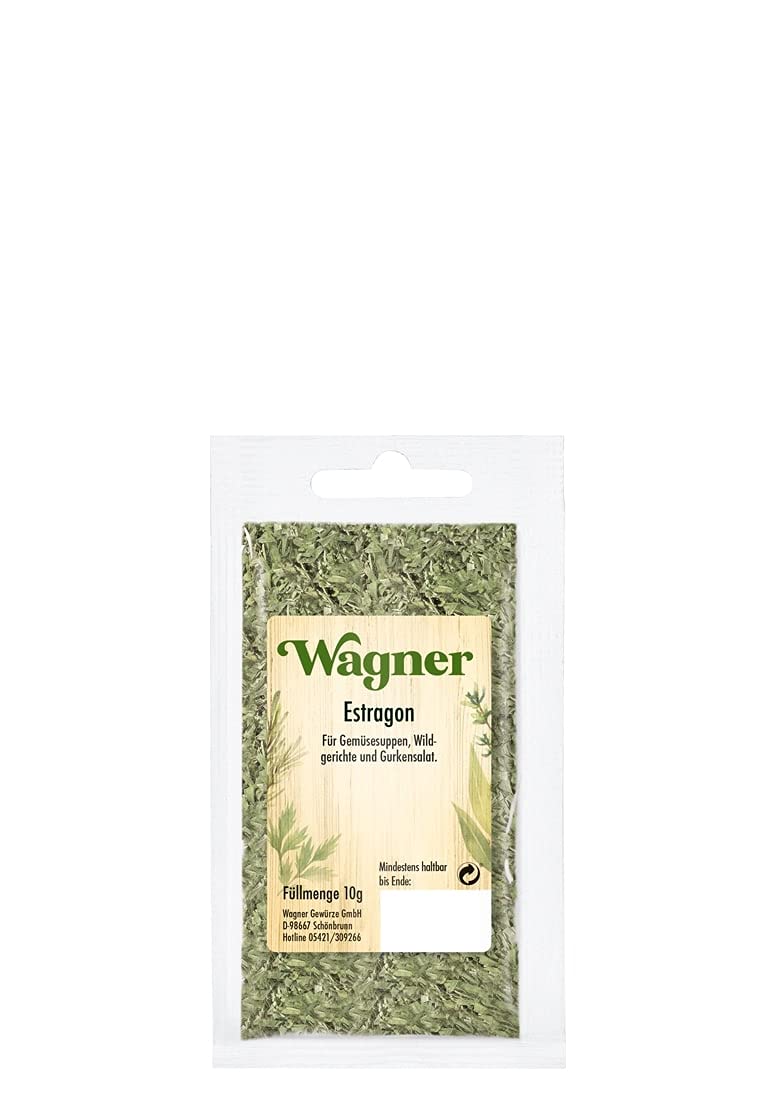 Wagner
Estragon
Für Gemüsesuppen, Wild-
gerichte und Gurkensalat.
Mindestens haltbar
bis Ende:
Füllmenge 10g
Wagner Gewürze GmbH
D-98667 Schönbrunn
Hotline 05421/309266